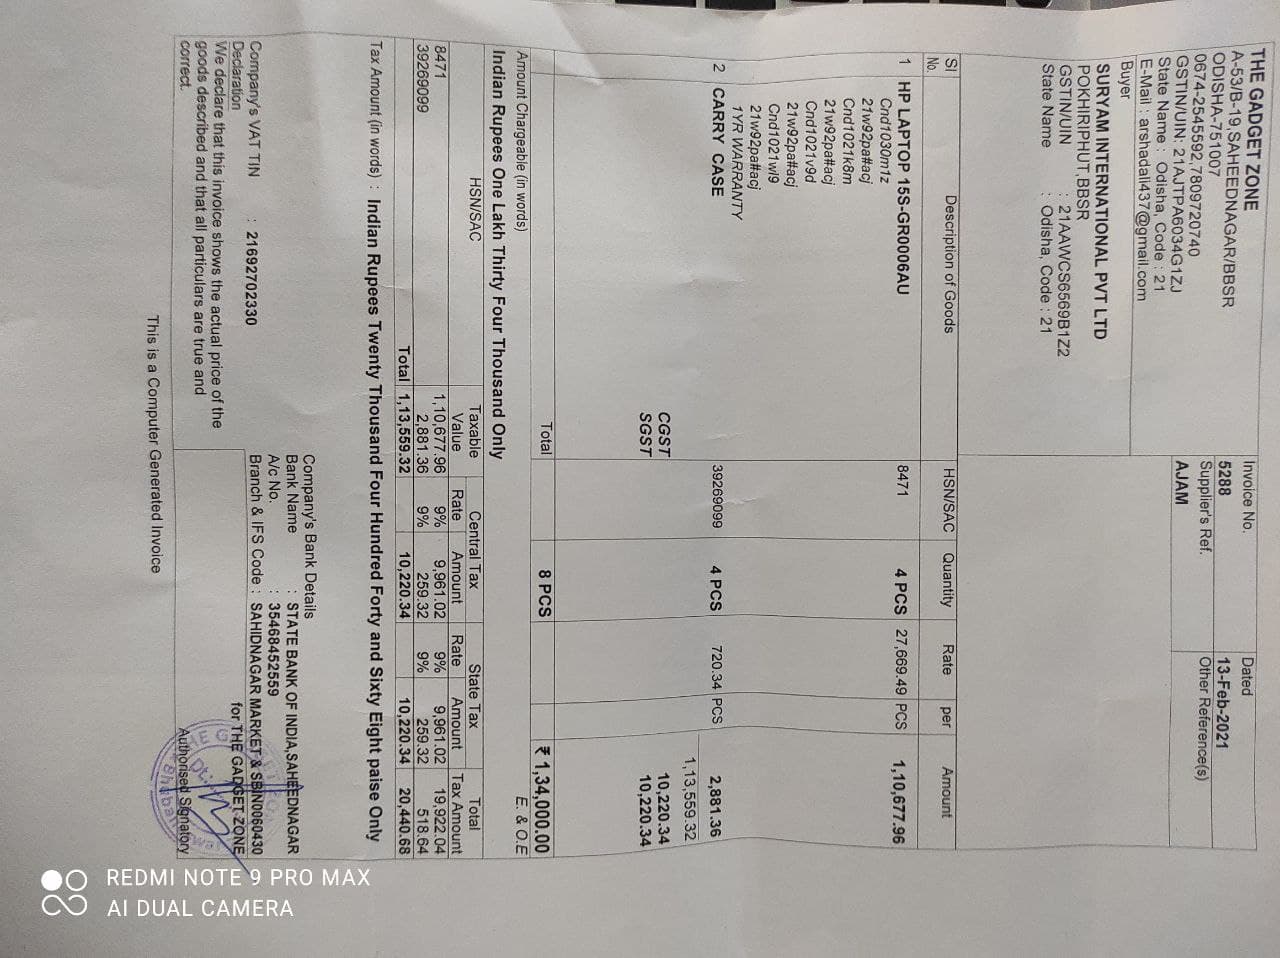 THE GADGET ZONE
A-53/B-19,SAHEEDNAGAR/BBSR
ODISHA-751007
0674-2545592,7809720740
GSTIN/UIN: 21AJTPA6034G1ZJ
State Name : Odisha, Code : 21
E-Mail : arshadali437@gmail.com
Invoice No. Dated
5288 13-Feb-2021
Supplier's Ref. Other Reference(s)
AJAM
Buyer
SURYAM INTERNATIONAL PVT LTD
POKHIRIPHUT,BBSR
GSTIN/UIN : 21AAWCS6569B1Z2
State Name : Odisha, Code : 21
Sl No. Description of Goods HSN/SAC Quantity Rate per Amount
1 HP LAPTOP 15S-GR0006AU 8471 4 PCS 27,669.49 PCS 1,10,677.96
Cnd1030m1z
21w92pa#acj
Cnd1021k8m
21w92pa#acj
Cnd1021v9d
21w92pa#acj
Cnd1021wl9
21w92pa#acj
1YR WARRANTY
2 CARRY CASE 39269099 4 PCS 720.34 PCS 2,881.36
1,13,559.32
CGST 10,220.34
SGST 10,220.34
Total 8 PCS ₹ 1,34,000.00
Amount Chargeable (in words) E. & O.E
Indian Rupees One Lakh Thirty Four Thousand Only
HSN/SAC Taxable Central Tax State Tax Total
Value Rate Amount Rate Amount Tax Amount
8471 1,10,677.96 9% 9,961.02 9% 9,961.02 19,922.04
39269099 2,881.36 9% 259.32 9% 259.32 518.64
Total 1,13,559.32 10,220.34 10,220.34 20,440.68
Tax Amount (in words) : Indian Rupees Twenty Thousand Four Hundred Forty and Sixty Eight paise Only
Company's Bank Details
Bank Name : STATE BANK OF INDIA,SAHEEDNAGAR
A/c No. : 35468452559
Branch & IFS Code : SAHIDNAGAR MARKET & SBIN0060430
Company's VAT TIN : 21692702330
Declaration
We declare that this invoice shows the actual price of the
goods described and that all particulars are true and
correct.
for THE GADGET ZONE
Authorised Signatory
This is a Computer Generated Invoice
REDMI NOTE 9 PRO MAX
AI DUAL CAMERA